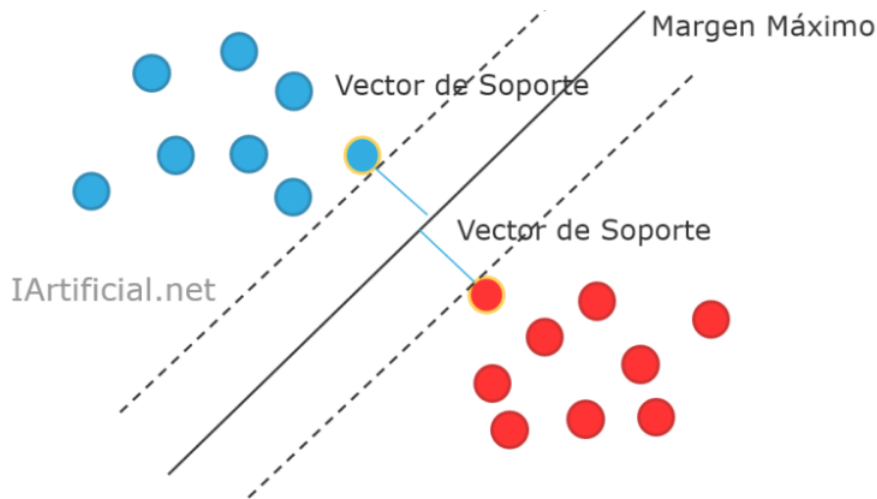 Margen Máximo
Vector de Soporte
Vector de Soporte
IArtificial.net